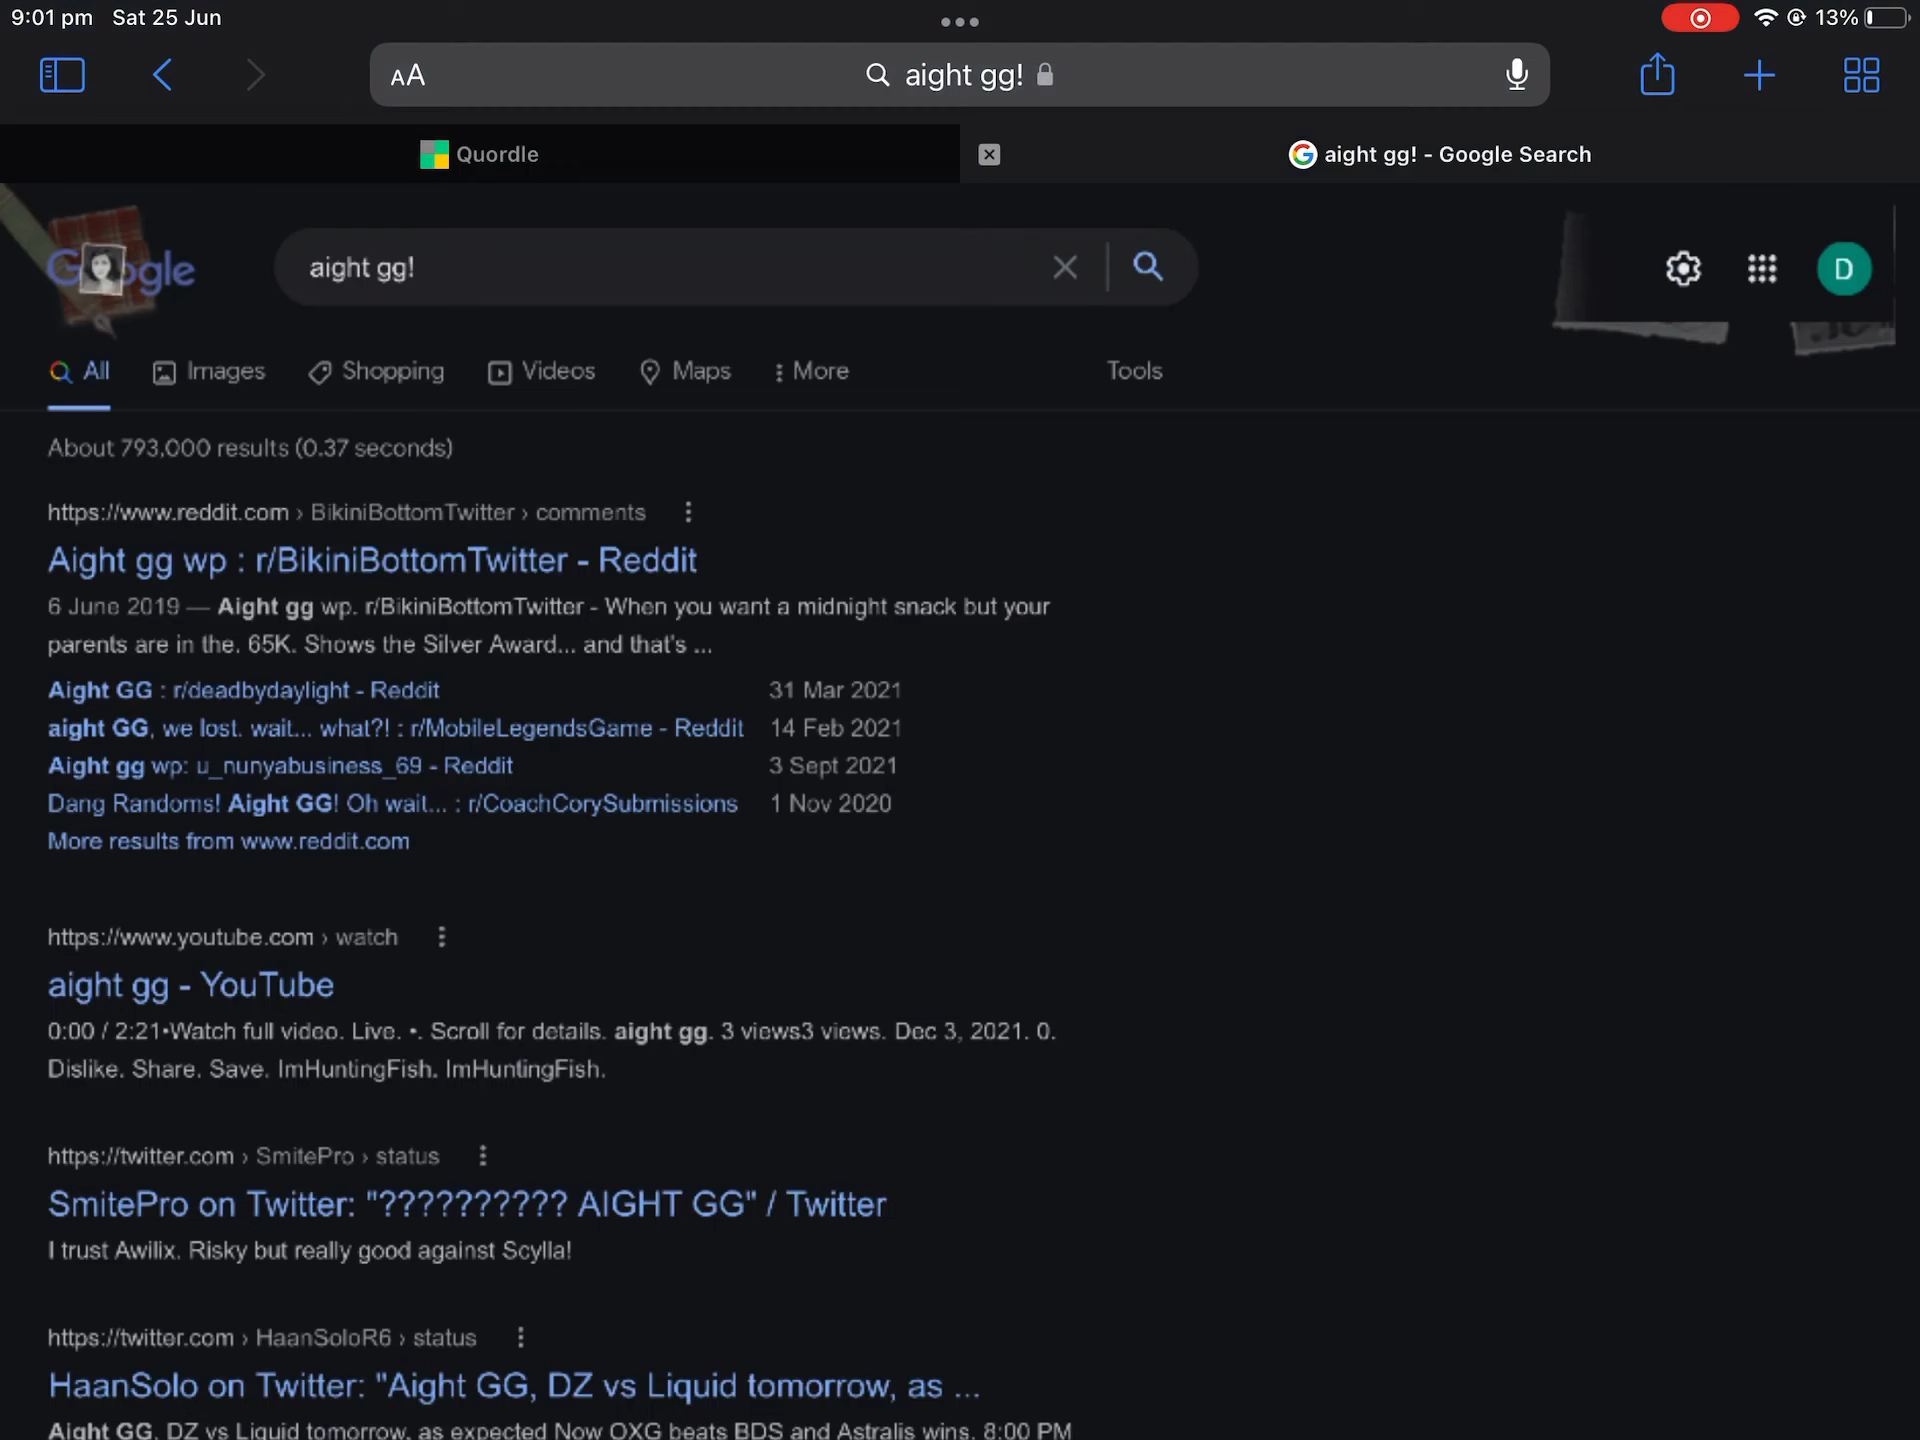 9:01 pm Sat 25 Jun
13%
AA aight gg!
Quordle
aight gg! - Google Search
Google
aight gg!
D
All Images Shopping Videos Maps More Tools
About 793,000 results (0.37 seconds)
https://www.reddit.com › BikiniBottomTwitter › comments
Aight gg wp : r/BikiniBottomTwitter - Reddit
6 June 2019 — Aight gg wp. r/BikiniBottomTwitter - When you want a midnight snack but your
parents are in the. 65K. Shows the Silver Award... and that's ...
Aight GG : r/deadbydaylight - Reddit 31 Mar 2021
aight GG, we lost. wait... what?! : r/MobileLegendsGame - Reddit 14 Feb 2021
Aight gg wp: u_nunyabusiness_69 - Reddit 3 Sept 2021
Dang Randoms! Aight GG! Oh wait... : r/CoachCorySubmissions 1 Nov 2020
More results from www.reddit.com
https://www.youtube.com › watch
aight gg - YouTube
0:00 / 2:21•Watch full video. Live. •. Scroll for details. aight gg. 3 views3 views. Dec 3, 2021. 0.
Dislike. Share. Save. ImHuntingFish. ImHuntingFish.
https://twitter.com › SmitePro › status
SmitePro on Twitter: "?????????? AIGHT GG" / Twitter
I trust Awilix. Risky but really good against Scylla!
https://twitter.com › HaanSoloR6 › status
HaanSolo on Twitter: "Aight GG, DZ vs Liquid tomorrow, as ...
Aight GG, DZ vs Liquid tomorrow, as expected Now OXG beats BDS and Astralis wins. 8:00 PM